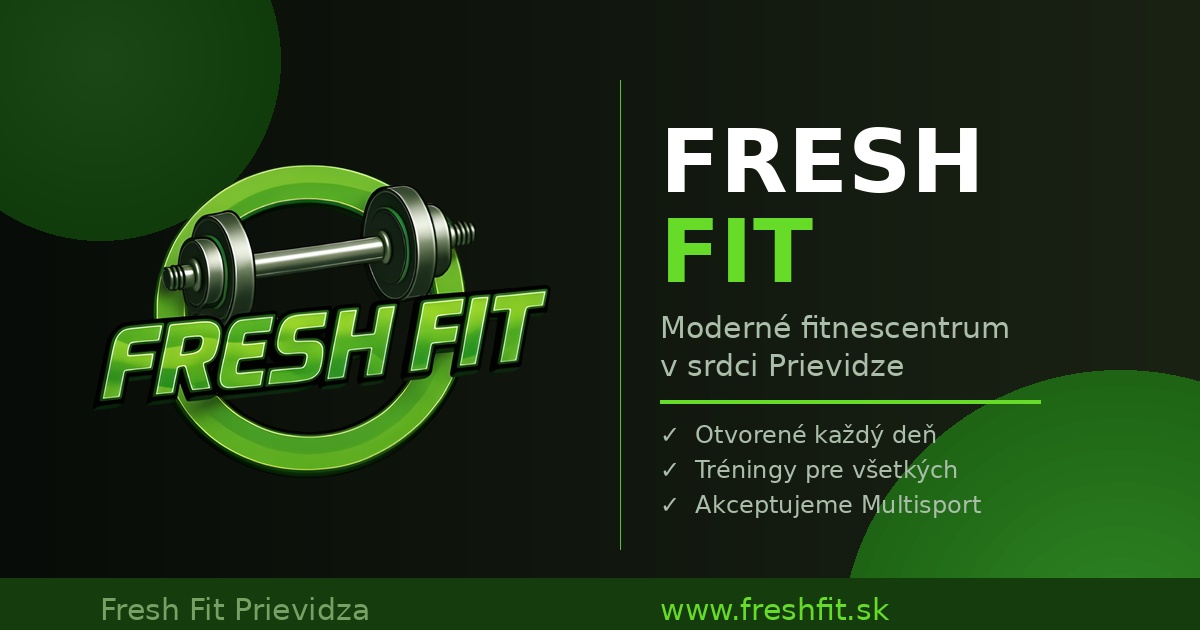 FRESH FIT
FRESH
FIT
Moderné fitnescentrum
v srdci Prievidze
✓ Otvorené každý deň
✓ Tréningy pre všetkých
✓ Akceptujeme Multisport
Fresh Fit Prievidza
www.freshfit.sk